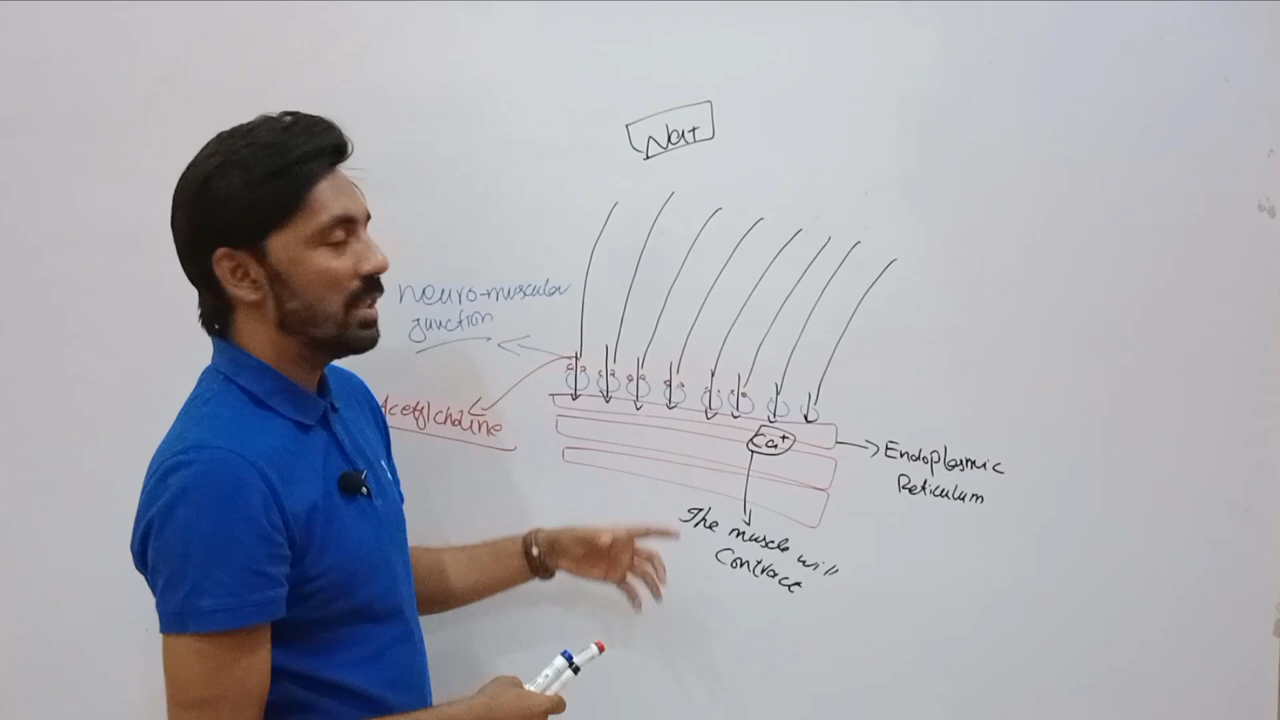 Na+
neuro-muscular
junction
Acetylcholine
Ca+
Endoplasmic
Reticulum
The muscle will
Contract